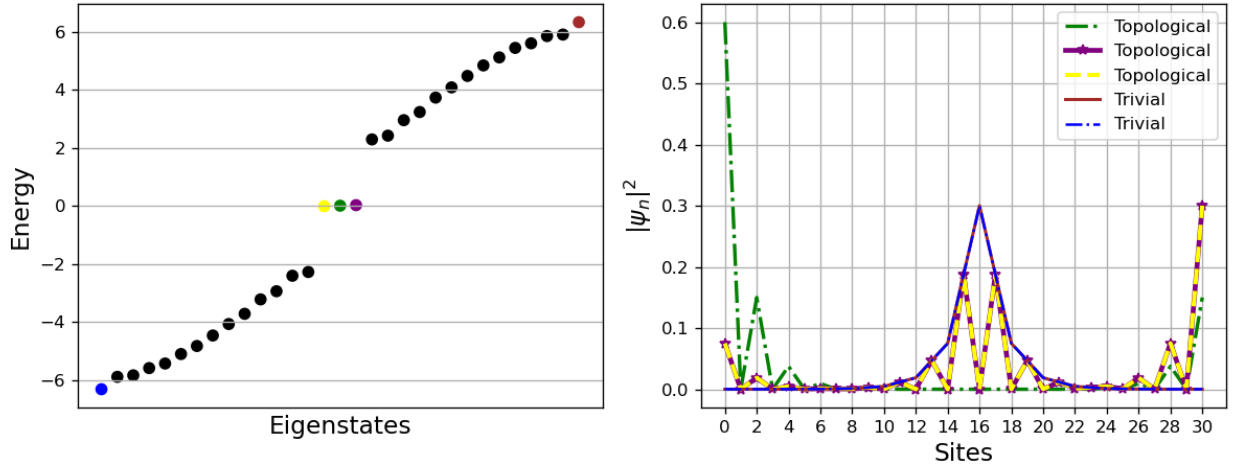 6
4
2
0
−2
−4
−6
Energy
Eigenstates
0.6
0.5
0.4
0.3
0.2
0.1
0.0
|ψn|²
Topological
Topological
Topological
Trivial
Trivial
0 2 4 6 8 10 12 14 16 18 20 22 24 26 28 30
Sites